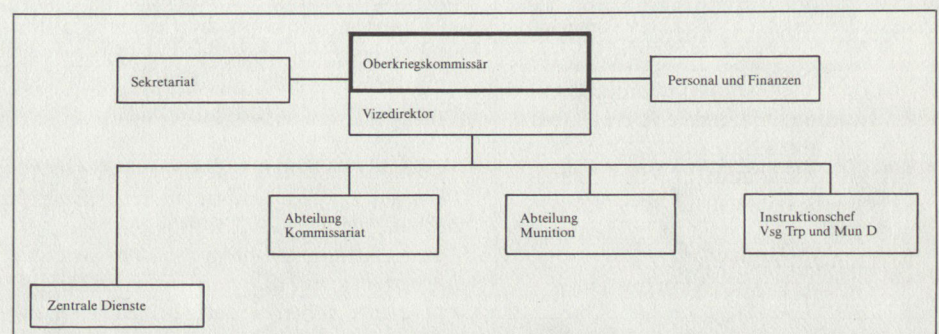 Oberkriegskommissär
Sekretariat
Personal und Finanzen
Vizedirektor
Abteilung
Kommissariat
Abteilung
Munition
Instruktionschef
Vsg Trp und Mun D
Zentrale Dienste